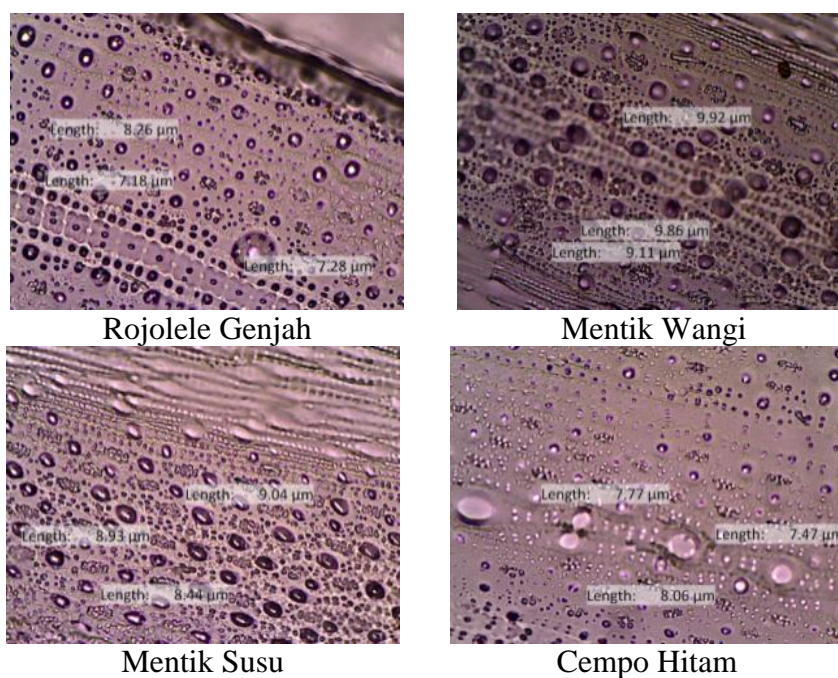 Length: 8.26 µm
Length: 7.18 µm
Length: 7.28 µm
Rojolele Genjah
Length: 9.92 µm
Length: 9.86 µm
Length: 9.11 µm
Mentik Wangi
Length: 9.04 µm
Length: 8.93 µm
Length: 8.44 µm
Mentik Susu
Length: 7.77 µm
Length: 7.47 µm
Length: 8.06 µm
Cempo Hitam